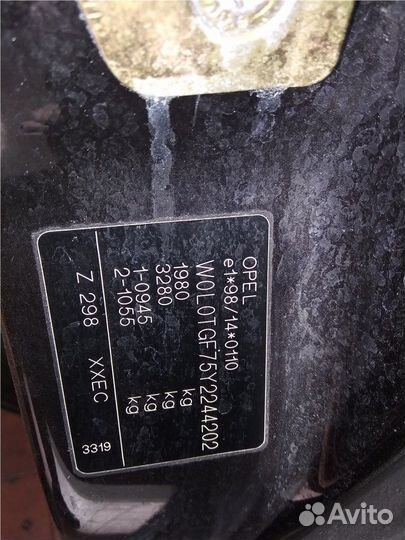 OPEL
e1*98/14*0110
W0L0TGF75Y2244202
1980 kg
3280 kg
1-0945 kg
2-1055 kg
Z 298 XXEC
3319
Avito